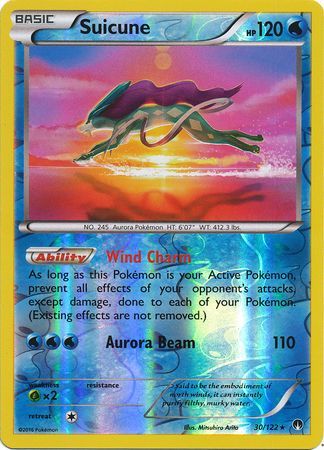 BASIC
Suicune
HP 120
NO. 245 Aurora Pokémon HT: 6'07" WT: 412.3 lbs.
Ability Wind Charm
As long as this Pokémon is your Active Pokémon,
prevent all effects of your opponent's attacks,
except damage, done to each of your Pokémon.
(Existing effects are not removed.)
Aurora Beam 110
weakness resistance
×2
retreat
Said to be the embodiment of
north winds, it can instantly
purify filthy, murky water.
Illus. Mitsuhiro Arita
30/122 ★
©2016 Pokémon